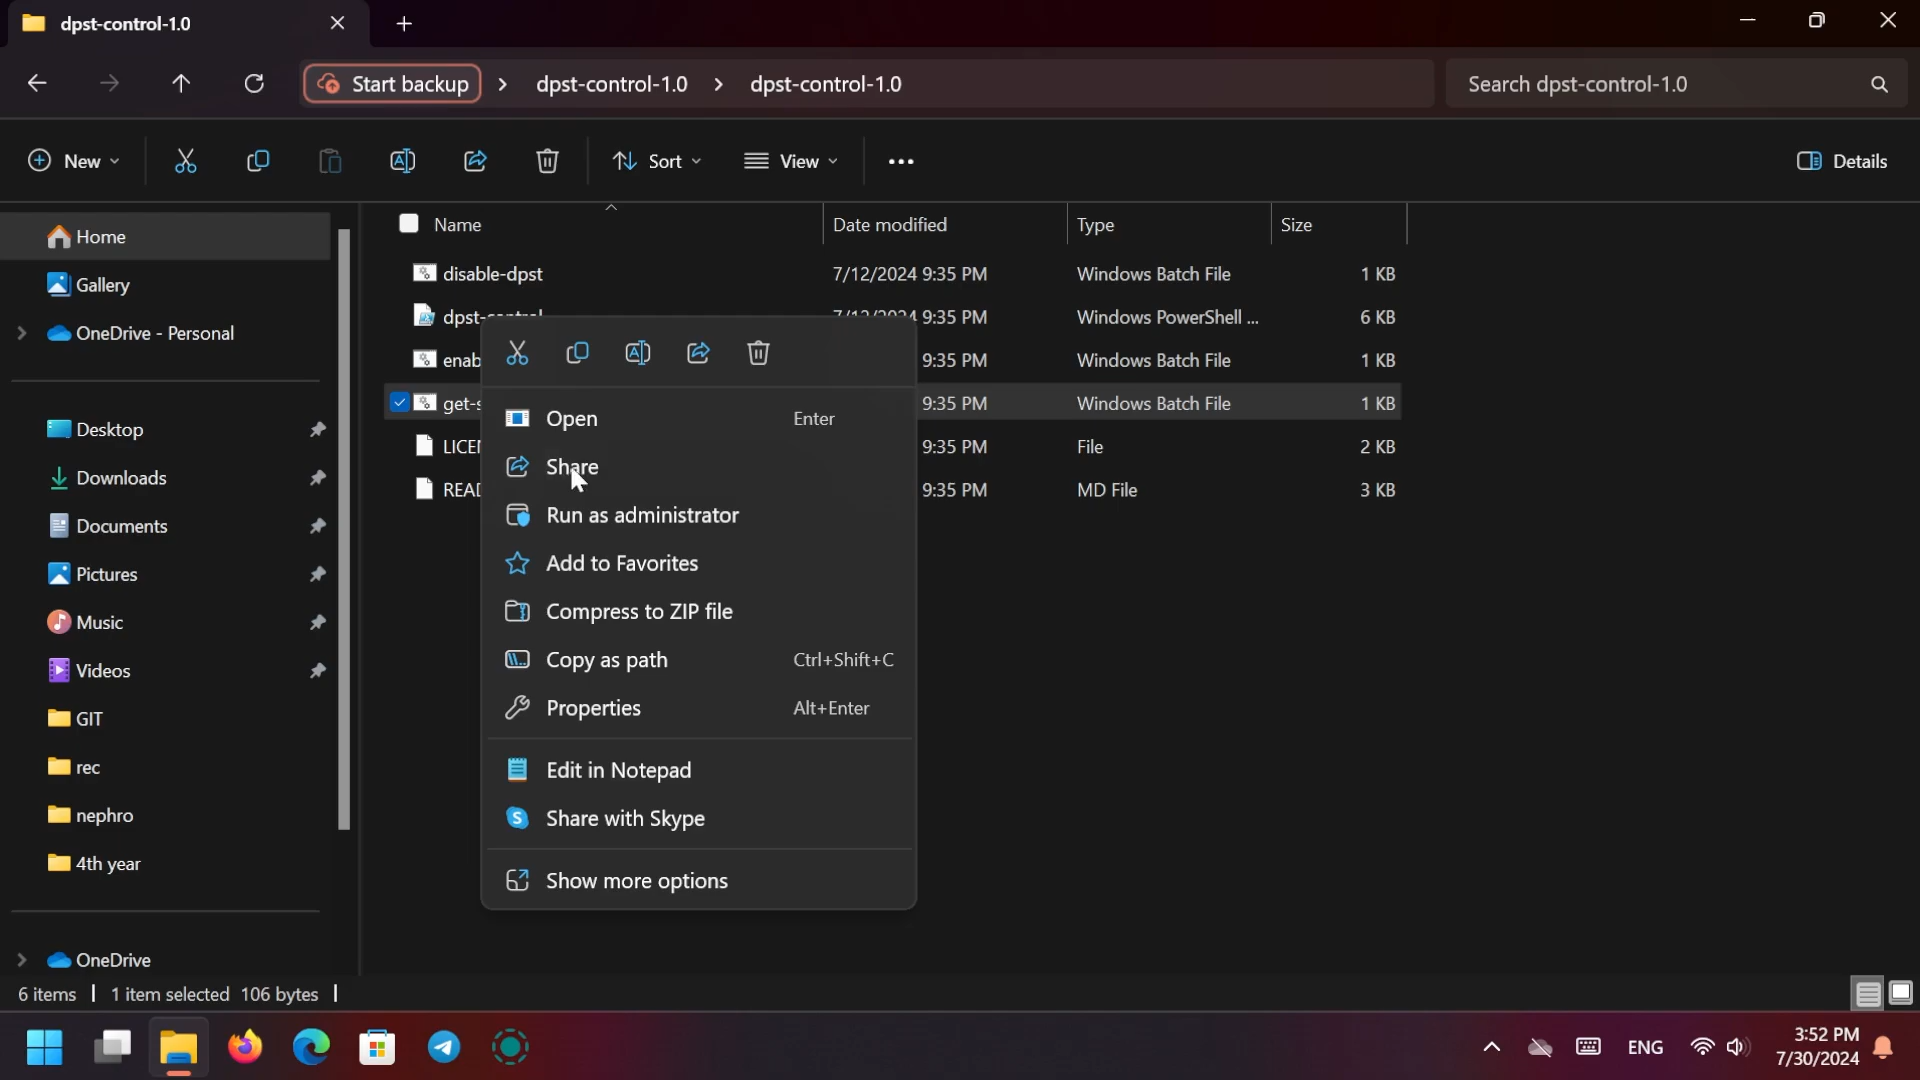 dpst-control-1.0
Start backup > dpst-control-1.0 > dpst-control-1.0
Search dpst-control-1.0
New
Sort
View
Details
Home
Gallery
OneDrive - Personal
Desktop
Downloads
Documents
Pictures
Music
Videos
GIT
rec
nephro
4th year
OneDrive
Name Date modified Type Size
disable-dpst 7/12/2024 9:35 PM Windows Batch File 1 KB
9:35 PM Windows PowerShell ... 6 KB
enab 9:35 PM Windows Batch File 1 KB
get-s 9:35 PM Windows Batch File 1 KB
LICE 9:35 PM File 2 KB
READ 9:35 PM MD File 3 KB
Open Enter
Share
Run as administrator
Add to Favorites
Compress to ZIP file
Copy as path Ctrl+Shift+C
Properties Alt+Enter
Edit in Notepad
Share with Skype
Show more options
6 items 1 item selected 106 bytes
ENG
3:52 PM
7/30/2024